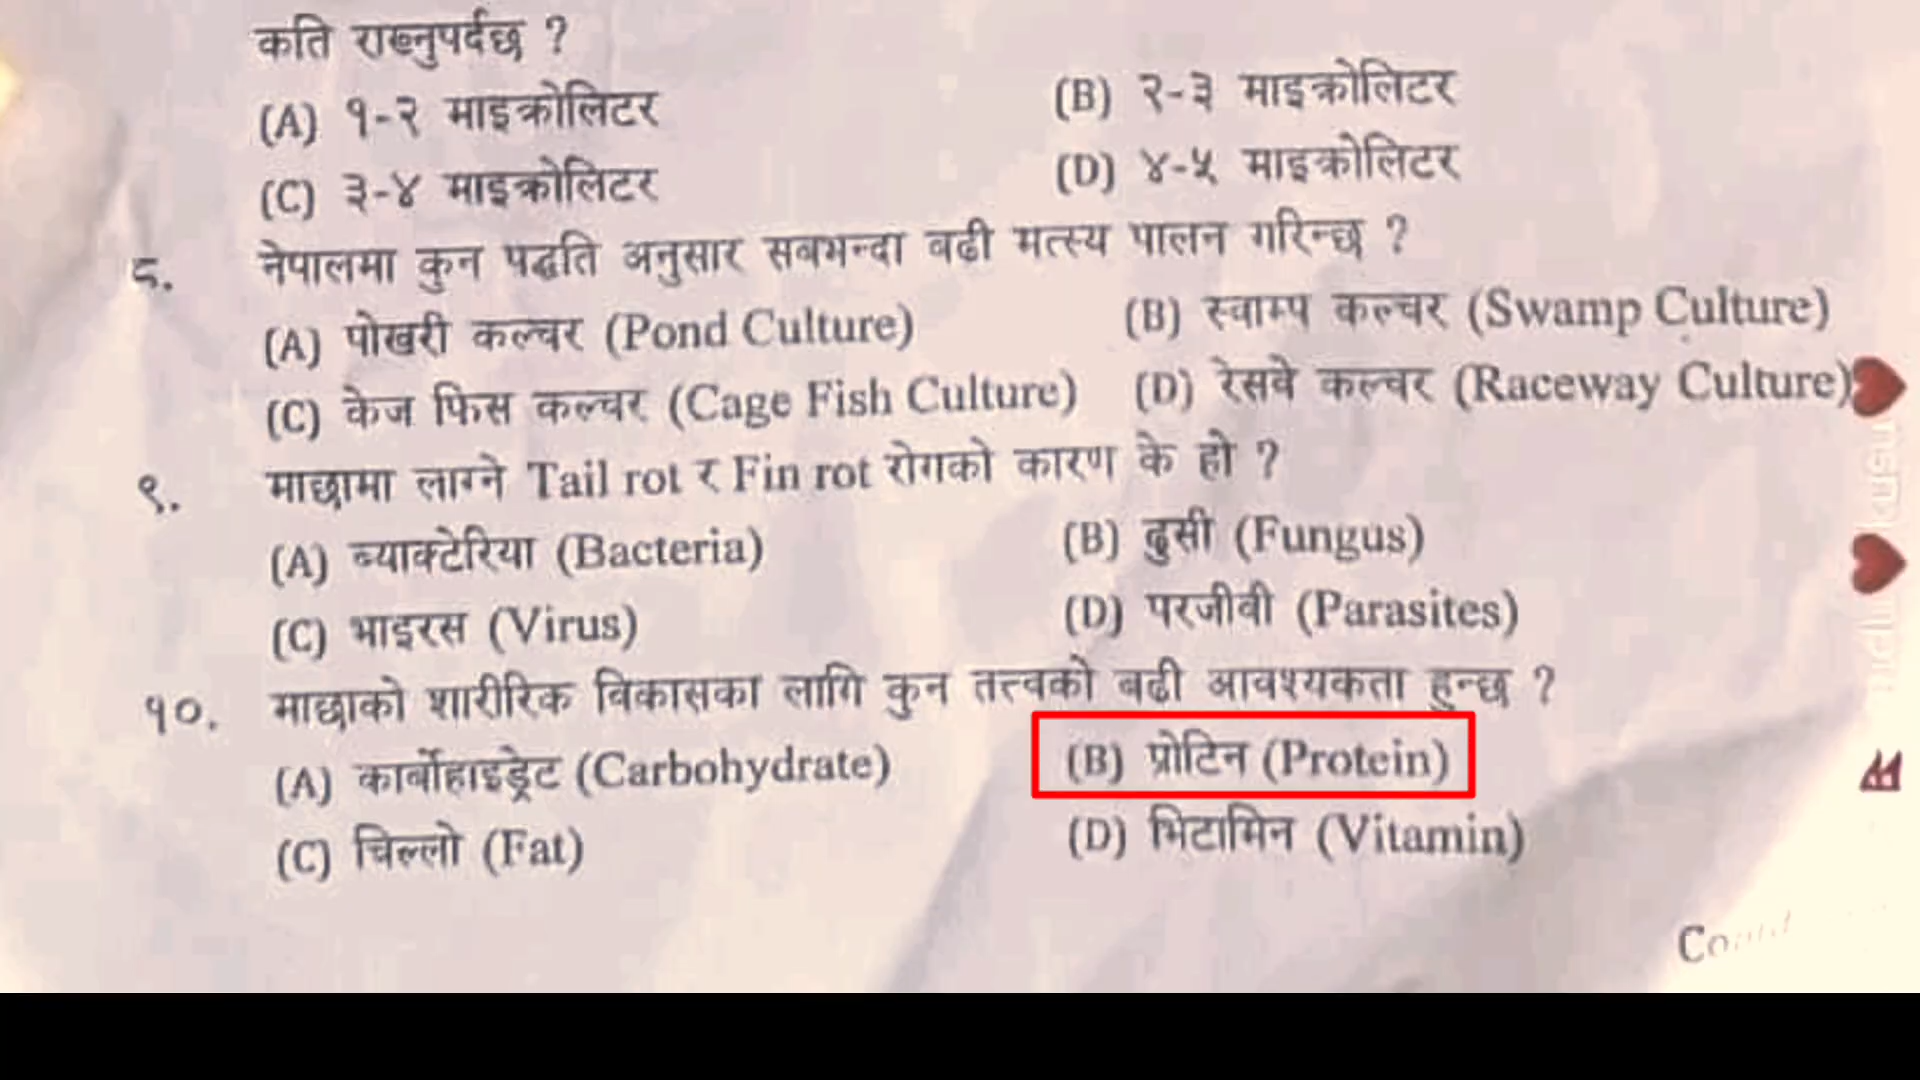 कति राख्नुपर्दछ ?
(A) १-२ माइक्रोलिटर (B) २-३ माइक्रोलिटर
(C) ३-४ माइक्रोलिटर (D) ४-५ माइक्रोलिटर
८. नेपालमा कुन पद्धति अनुसार सबभन्दा बढी मत्स्य पालन गरिन्छ ?
(A) पोखरी कल्चर (Pond Culture) (B) स्वाम्प कल्चर (Swamp Culture)
(C) केज फिस कल्चर (Cage Fish Culture) (D) रेसवे कल्चर (Raceway Culture)
९. माछामा लाग्ने Tail rot र Fin rot रोगको कारण के हो ?
(A) ब्याक्टेरिया (Bacteria) (B) ढुसी (Fungus)
(C) भाइरस (Virus) (D) परजीवी (Parasites)
१०. माछाको शारीरिक विकासका लागि कुन तत्त्वको बढी आवश्यकता हुन्छ ?
(A) कार्बोहाइड्रेट (Carbohydrate) (B) प्रोटिन (Protein)
(C) चिल्लो (Fat) (D) भिटामिन (Vitamin)